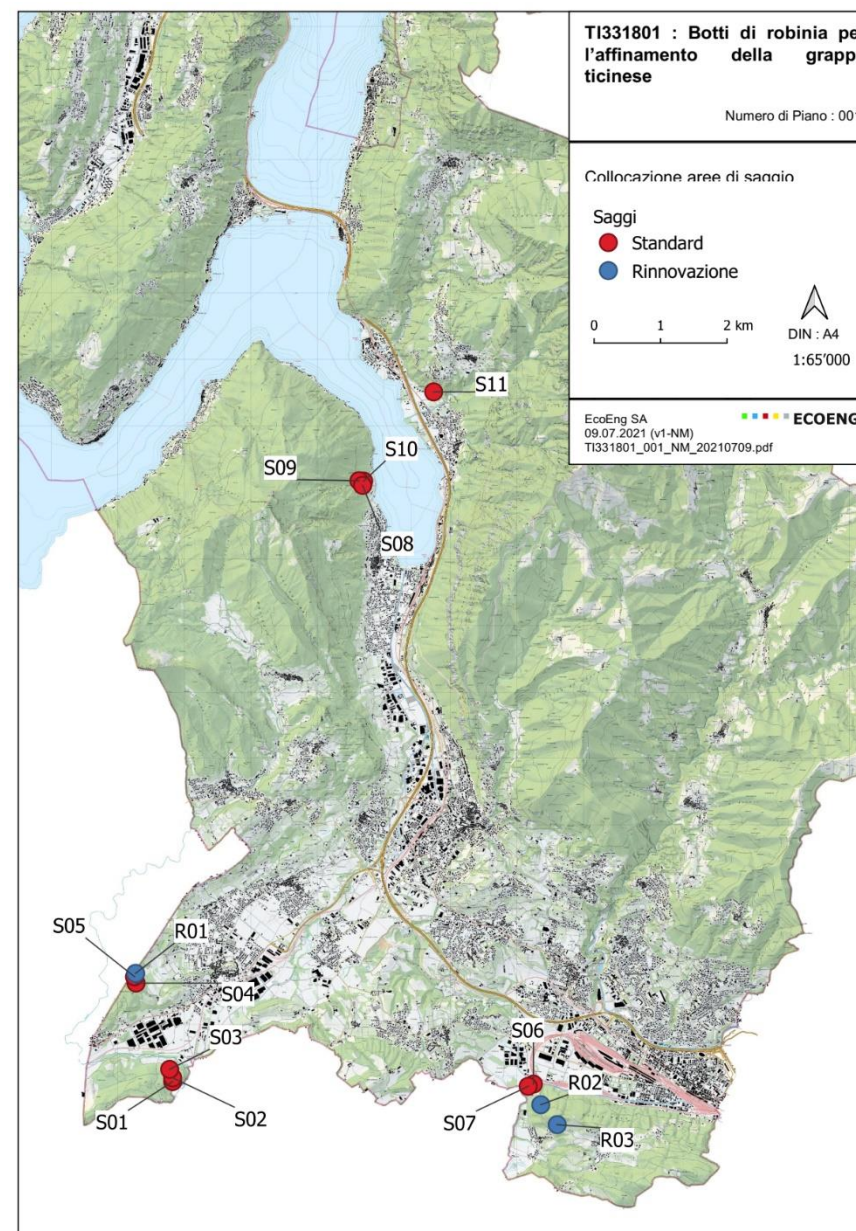 TI331801 : Botti di robinia pe
l'affinamento della grapp
ticinese
Numero di Piano : 001
Collocazione aree di saggio
Saggi
Standard
Rinnovazione
0 1 2 km
DIN : A4
1:65'000
EcoEng SA
09.07.2021 (v1-NM)
TI331801_001_NM_20210709.pdf
ECOENG
S11
S10
S09
S08
S05
R01
S04
S03
S01
S02
S06
S07
R02
R03